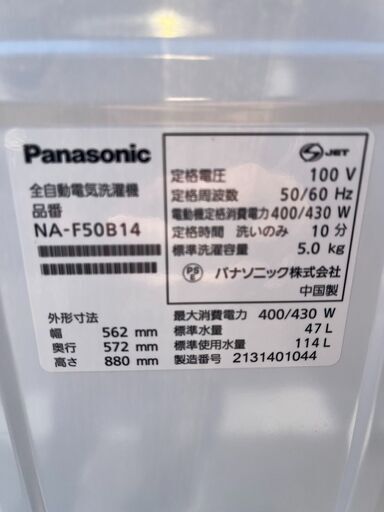 Panasonic
全自動電気洗濯機
品番
NA-F50B14
外形寸法
幅 562 mm
奥行 572 mm
高さ 880 mm
S JET
定格電圧 100 V
定格周波数 50/60 Hz
電動機定格消費電力 400/430 W
定格時間 洗いのみ 10 分
標準洗濯容量 5.0 kg
PS E パナソニック株式会社
中国製
最大消費電力 400/430 W
標準水量 47 L
標準使用水量 114 L
製造番号 2131401044